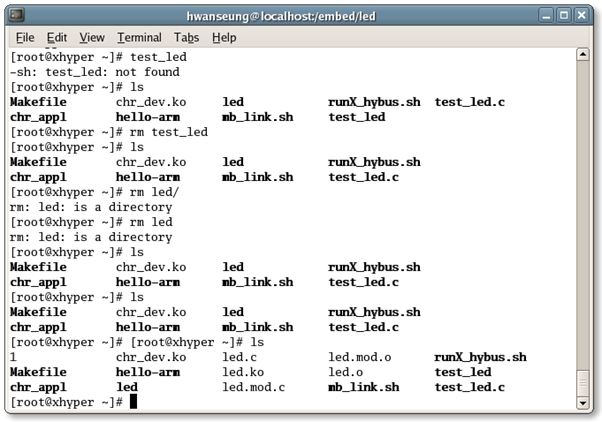 hwanseung@localhost:/embed/led
File Edit View Terminal Tabs Help
[root@xhyper ~]# test_led
-sh: test_led: not found
[root@xhyper ~]# ls
Makefile chr_dev.ko led runX_hybus.sh test_led.c
chr_appl hello-arm mb_link.sh test_led
[root@xhyper ~]# rm test_led
[root@xhyper ~]# ls
Makefile chr_dev.ko led runX_hybus.sh
chr_appl hello-arm mb_link.sh test_led.c
[root@xhyper ~]# rm led/
rm: led: is a directory
[root@xhyper ~]# rm led
rm: led: is a directory
[root@xhyper ~]# ls
Makefile chr_dev.ko led runX_hybus.sh
chr_appl hello-arm mb_link.sh test_led.c
[root@xhyper ~]# ls
Makefile chr_dev.ko led runX_hybus.sh
chr_appl hello-arm mb_link.sh test_led.c
[root@xhyper ~]# [root@xhyper ~]# ls
1 chr_dev.ko led.c led.mod.o runX_hybus.sh
Makefile hello-arm led.ko led.o test_led
chr_appl led led.mod.c mb_link.sh test_led.c
[root@xhyper ~]#